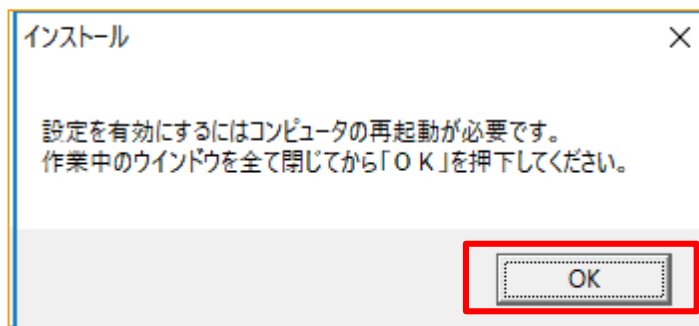 インストール
設定を有効にするにはコンピュータの再起動が必要です。
作業中のウインドウを全て閉じてから「ＯＫ」を押下してください。
OK